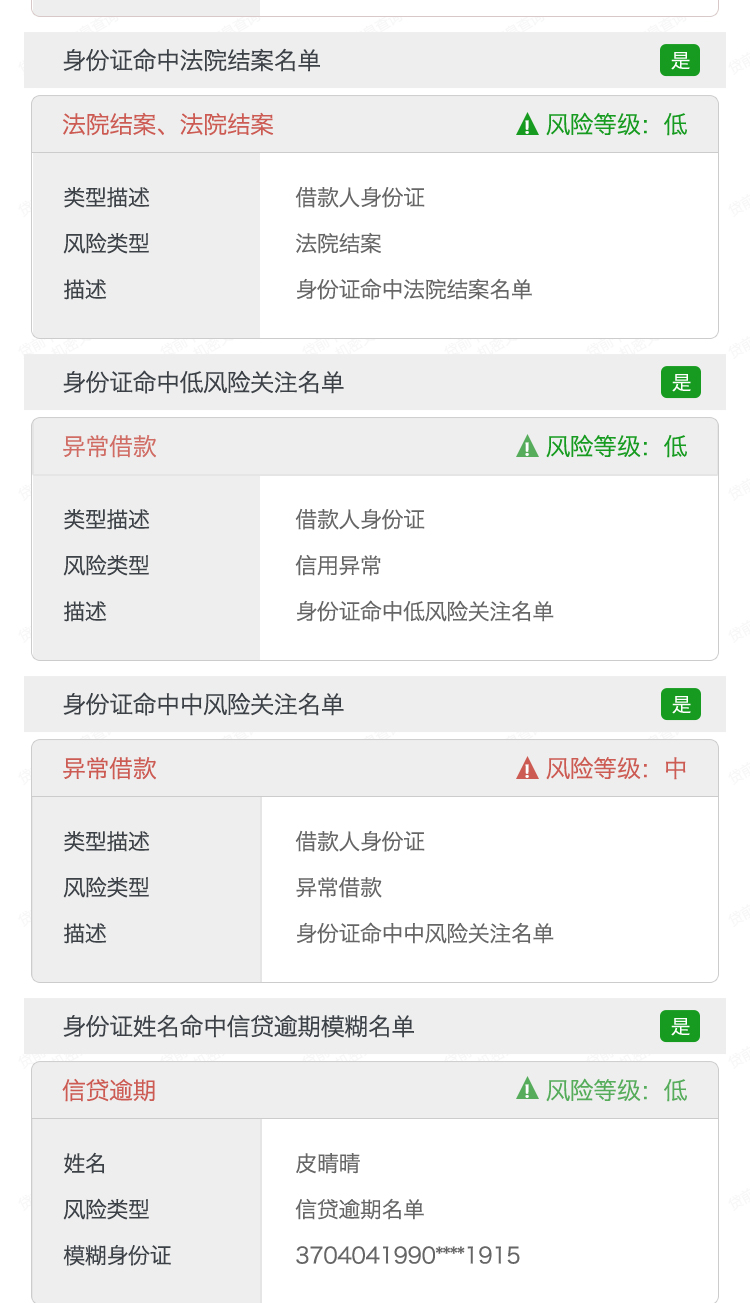 身份证命中法院结案名单 是
法院结案、法院结案 风险等级：低
类型描述 借款人身份证
风险类型 法院结案
描述 身份证命中法院结案名单
身份证命中低风险关注名单 是
异常借款 风险等级：低
类型描述 借款人身份证
风险类型 信用异常
描述 身份证命中低风险关注名单
身份证命中中风险关注名单 是
异常借款 风险等级：中
类型描述 借款人身份证
风险类型 异常借款
描述 身份证命中中风险关注名单
身份证姓名命中信贷逾期模糊名单 是
信贷逾期 风险等级：低
姓名 皮晴晴
风险类型 信贷逾期名单
模糊身份证 3704041990****1915